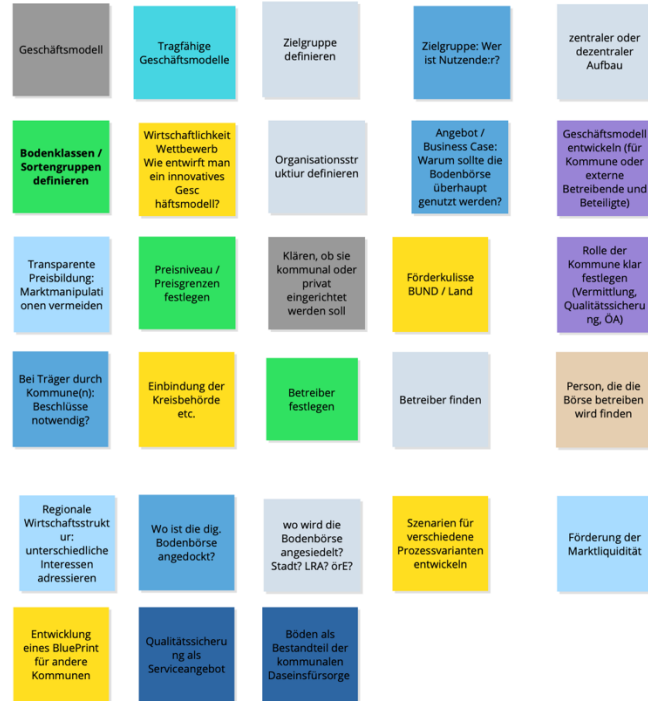 Geschäftsmodell
Tragfähige
Geschäftsmodelle
Zielgruppe
definieren
Zielgruppe: Wer
ist Nutzende:r?
zentraler oder
dezentraler
Aufbau
Bodenklassen /
Sortengruppen
definieren
Wirtschaftlichkeit
Wettbewerb
Wie entwirft man
ein innovatives
Gesc
häftsmodell?
Organisationsst
ruktiur definieren
Angebot /
Business Case:
Warum sollte die
Bodenbörse
überhaupt
genutzt werden?
Geschäftsmodell
entwickeln (für
Kommune oder
externe
Betreibende und
Beteiligte)
Transparente
Preisbildung:
Marktmanipulati
onen vermeiden
Preisniveau /
Preisgrenzen
festlegen
Klären, ob sie
kommunal oder
privat
eingerichtet
werden soll
Förderkulisse
BUND / Land
Rolle der
Kommune klar
festlegen
(Vermittlung,
Qualitätssicheru
ng, ÖA)
Bei Träger durch
Kommune(n):
Beschlüsse
notwendig?
Einbindung der
Kreisbehörde
etc.
Betreiber
festlegen
Betreiber finden
Person, die die
Börse betreiben
wird finden
Regionale
Wirtschaftsstrukt
ur:
unterschiedliche
Interessen
adressieren
Wo ist die dig.
Bodenbörse
angedockt?
wo wird die
Bodenbörse
angesiedelt?
Stadt? LRA? örE?
Szenarien für
verschiedene
Prozessvarianten
entwickeln
Förderung der
Marktliquidität
Entwicklung
eines BluePrint
für andere
Kommunen
Qualitätssicheru
ng als
Serviceangebot
Böden als
Bestandteil der
kommunalen
Daseinsfürsorge